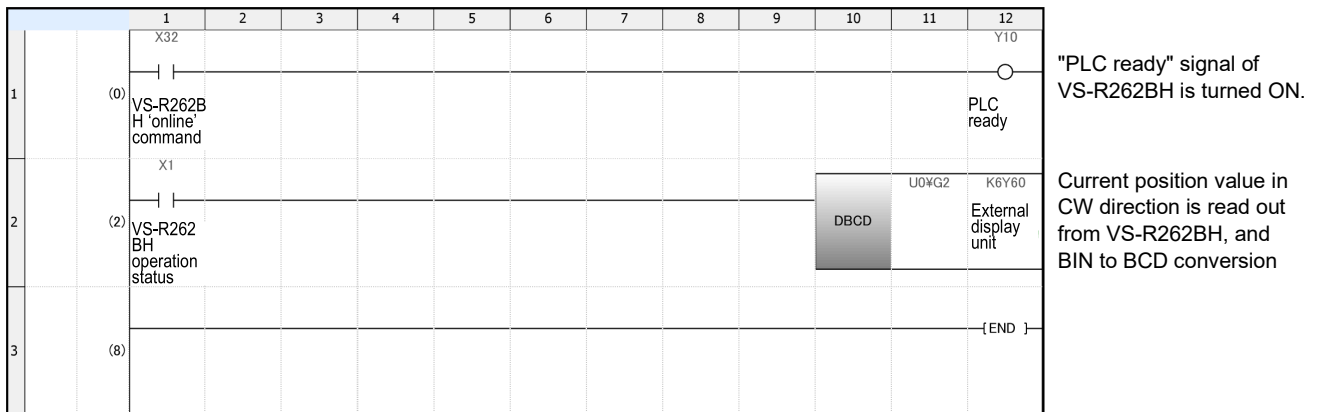 1 2 3 4 5 6 7 8 9 10 11 12
X32 Y10
1 (0)
VS-R262B
H ‘online’
command
PLC
ready
"PLC ready" signal of
VS-R262BH is turned ON.
X1
2 (2)
VS-R262
BH
operation
status
DBCD
U0¥G2 K6Y60
External
display
unit
Current position value in
CW direction is read out
from VS-R262BH, and
BIN to BCD conversion
3 (8)
END